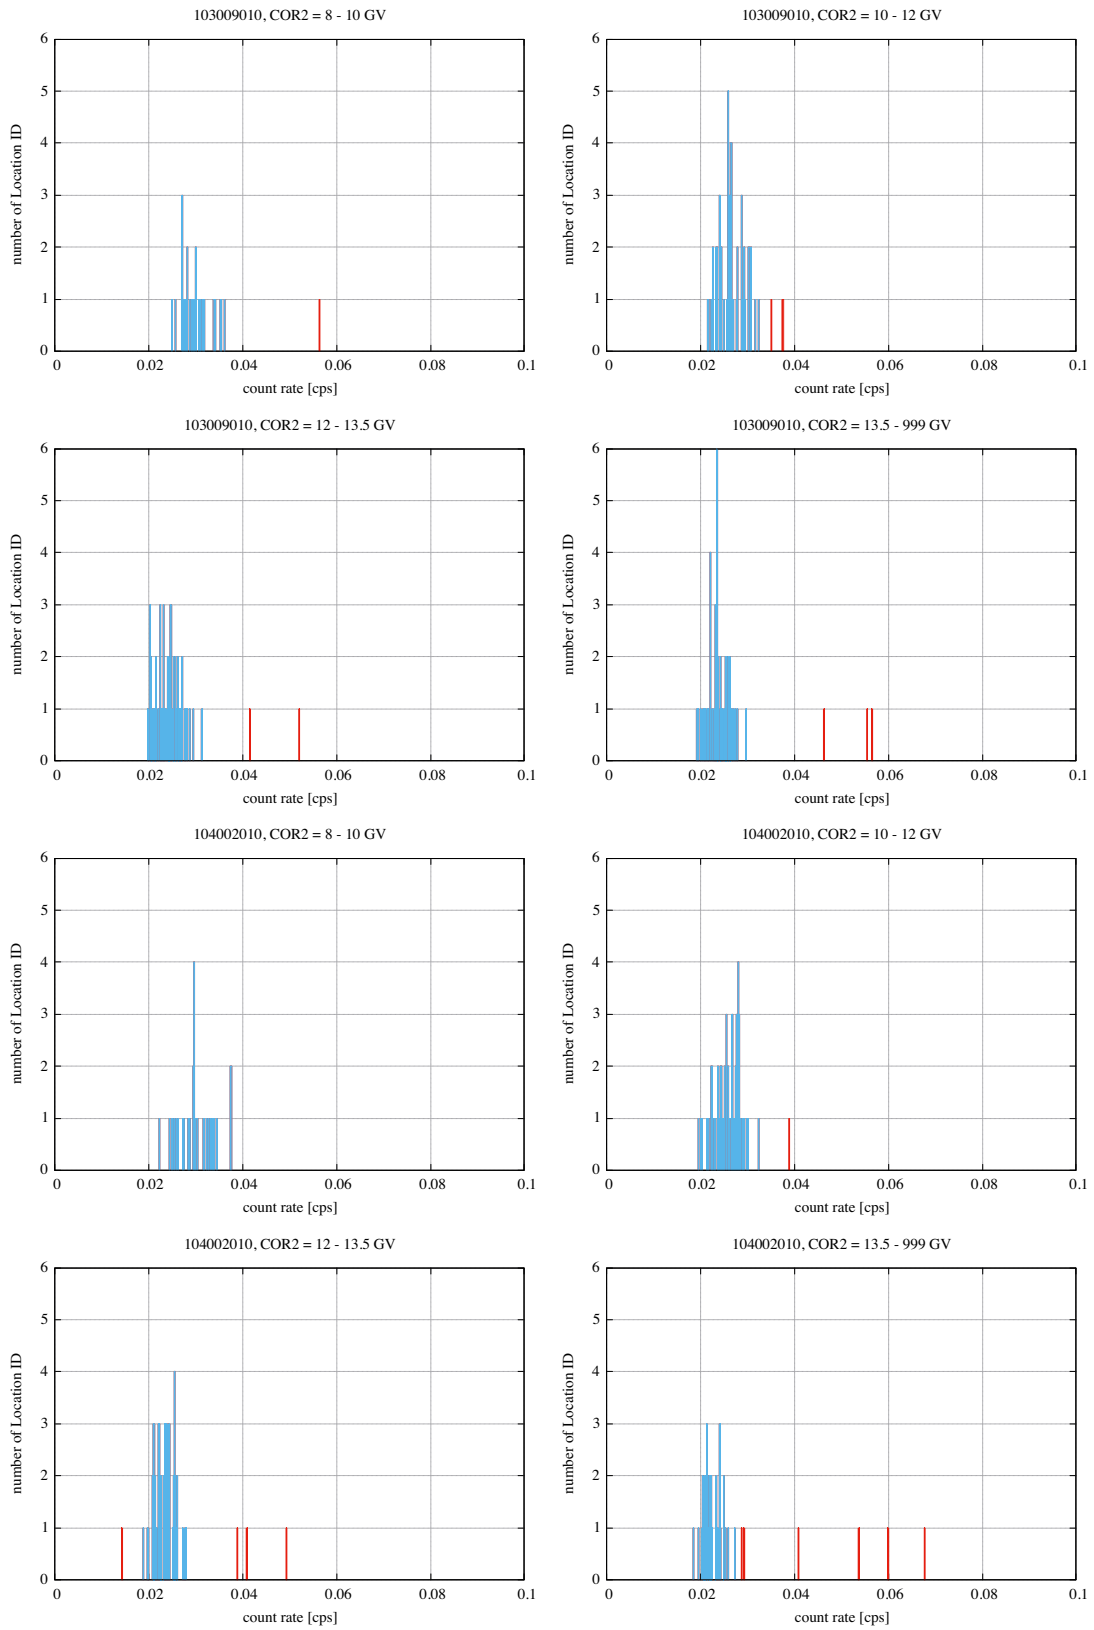 103009010, COR2 = 8 - 10 GV
number of Location ID
6
5
4
3
2
1
0
0 0.02 0.04 0.06 0.08 0.1
count rate [cps]
103009010, COR2 = 10 - 12 GV
number of Location ID
6
5
4
3
2
1
0
0 0.02 0.04 0.06 0.08 0.1
count rate [cps]
103009010, COR2 = 12 - 13.5 GV
number of Location ID
6
5
4
3
2
1
0
0 0.02 0.04 0.06 0.08 0.1
count rate [cps]
103009010, COR2 = 13.5 - 999 GV
number of Location ID
6
5
4
3
2
1
0
0 0.02 0.04 0.06 0.08 0.1
count rate [cps]
104002010, COR2 = 8 - 10 GV
number of Location ID
6
5
4
3
2
1
0
0 0.02 0.04 0.06 0.08 0.1
count rate [cps]
104002010, COR2 = 10 - 12 GV
number of Location ID
6
5
4
3
2
1
0
0 0.02 0.04 0.06 0.08 0.1
count rate [cps]
104002010, COR2 = 12 - 13.5 GV
number of Location ID
6
5
4
3
2
1
0
0 0.02 0.04 0.06 0.08 0.1
count rate [cps]
104002010, COR2 = 13.5 - 999 GV
number of Location ID
6
5
4
3
2
1
0
0 0.02 0.04 0.06 0.08 0.1
count rate [cps]